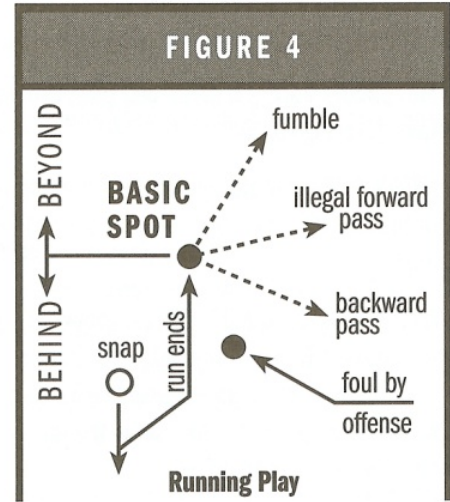 FIGURE 4
fumble
BEYOND
BASIC
SPOT
illegal forward
pass
BEHIND
backward
pass
snap
run ends
foul by
offense
Running Play